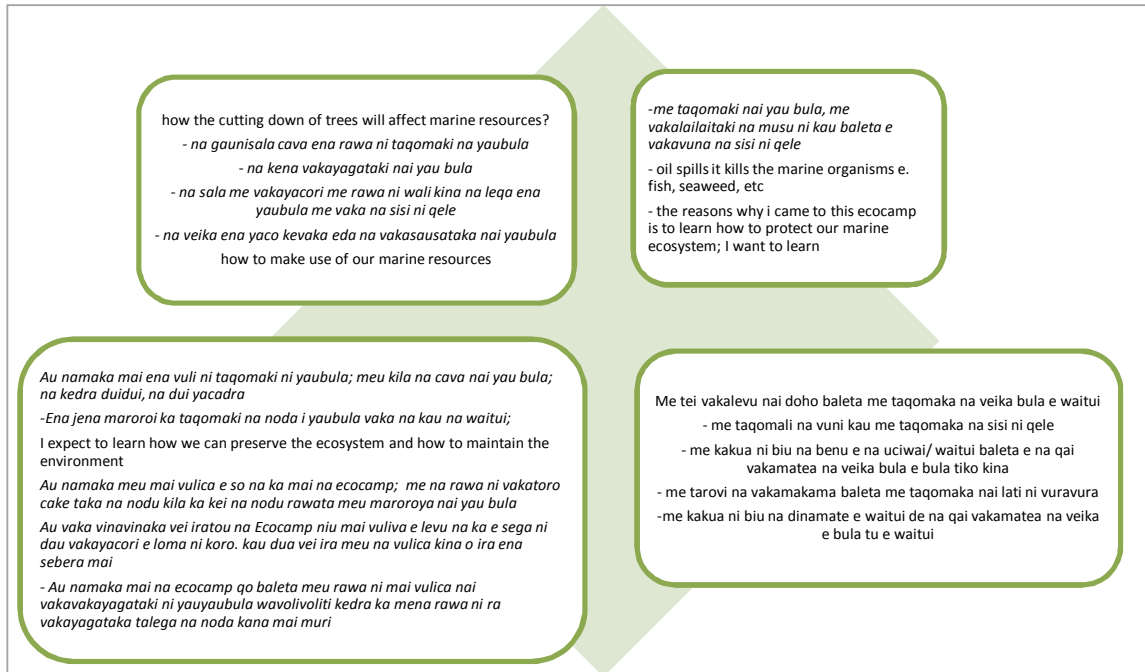 how the cutting down of trees will affect marine resources?
- na gaunisala cava ena rawa ni taqomaki na yaubula
- na kena vakayagataki nai yau bula
- na sala me vakayacori me rawa ni wali kina na leqa ena
yaubula me vaka na sisi ni qele
- na veika ena yaco kevaka eda na vakasausataka nai yaubula
how to make use of our marine resources
-me taqomaki nai yau bula, me
vakalailaitaki na musu ni kau baleta e
vakavuna na sisi ni qele
- oil spills it kills the marine organisms e.
fish, seaweed, etc
- the reasons why i came to this ecocamp
is to learn how to protect our marine
ecosystem; I want to learn
Au namaka mai ena vuli ni taqomaki ni yaubula; meu kila na cava nai yau bula;
na kedra duidui, na dui yacadra
-Ena jena maroroi ka taqomaki na noda i yaubula vaka na kau na waitui;
I expect to learn how we can preserve the ecosystem and how to maintain the
environment
Au namaka meu mai vulica e so na ka mai na ecocamp; me na rawa ni vakatoro
cake taka na nodu kila ka kei na nodu rawata meu maroroya nai yau bula
Au vaka vinavinaka vei iratou na Ecocamp niu mai vuliva e levu na ka e sega ni
dau vakayacori e loma ni koro. kau dua vei ira meu na vulica kina o ira ena
sebera mai
- Au namaka mai na ecocamp qo baleta meu rawa ni mai vulica nai
vakavakayagataki ni yauyaubula wavolivoliti kedra ka mena rawa ni ra
vakayagataka talega na noda kana mai muri
Me tei vakalevu nai doho baleta me taqomaka na veika bula e waitui
- me taqomali na vuni kau me taqomaka na sisi ni qele
- me kakua ni biu na benu e na uciwai/ waitui baleta e na qai
vakamatea na veika bula e bula tiko kina
- me tarovi na vakamakama baleta me taqomaka nai lati ni vuravura
-me kakua ni biu na dinamate e waitui de na qai vakamatea na veika
e bula tu e waitui